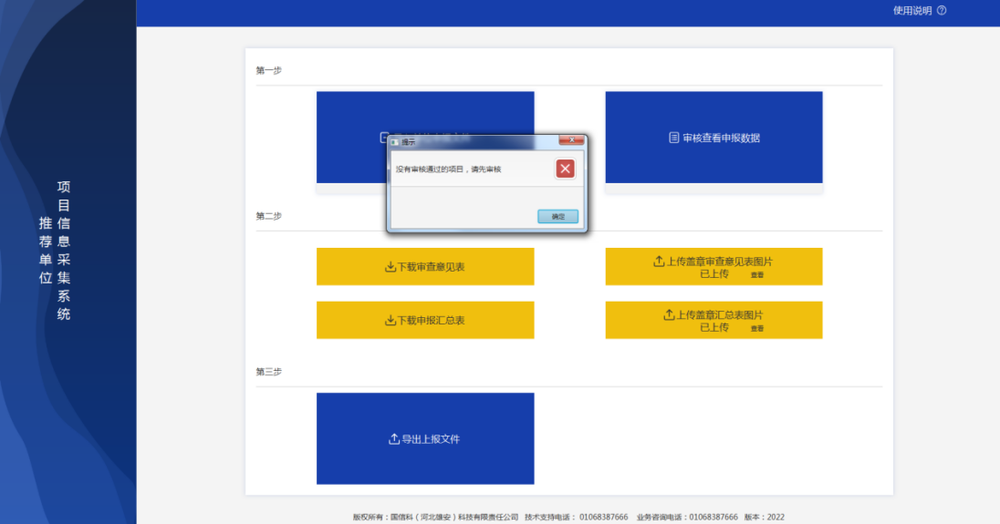 使用说明
推荐单位
项目信息采集系统
第一步
审核查看申报数据
提示
没有审核通过的项目，请先审核
确定
第二步
下载审查意见表
上传盖章审查意见表图片
已上传 查看
下载申报汇总表
上传盖章汇总表图片
已上传 查看
第三步
导出上报文件
版权所有：国信科（河北雄安）科技有限责任公司 技术支持电话： 01068387666 业务咨询电话：01068387666 版本：2022